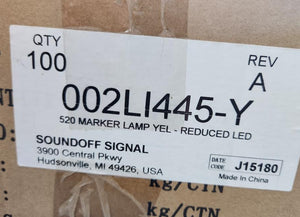 QTY
100
REV
A
002LI445-Y
520 MARKER LAMP YEL - REDUCED LED
SOUNDOFF SIGNAL
3900 Central Pkwy
Hudsonville, MI 49426, USA
DATE CODE J15180
Made In China
kg/CTN
kg/CTN